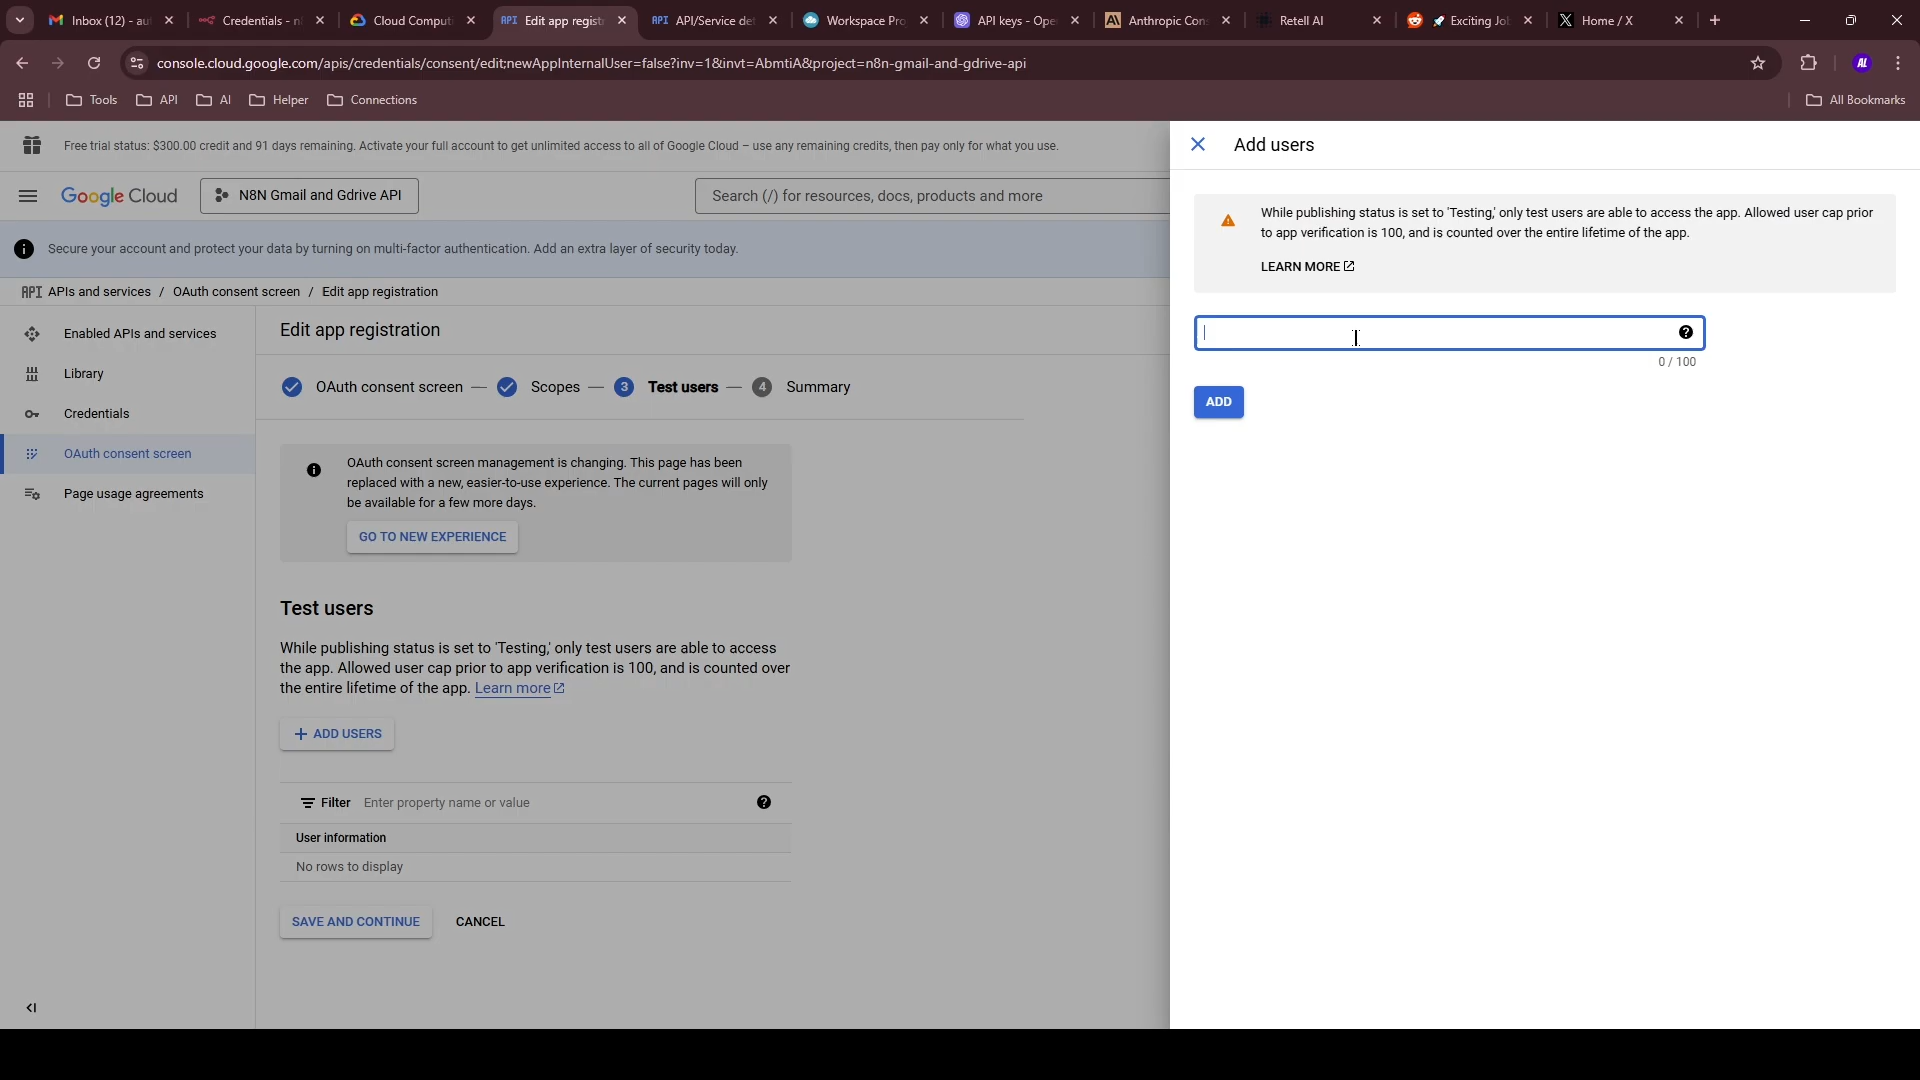 Inbox (12) - au
Credentials - n
Cloud Computi
API Edit app registr
API API/Service det
Workspace Pro
API keys - Ope
Anthropic Con
Retell AI
Exciting Jo
Home / X
console.cloud.google.com/apis/credentials/consent/edit;newAppInternalUser=false?inv=1&invt=AbmtiA&project=n8n-gmail-and-gdrive-api
AL
Tools
API
AI
Helper
Connections
All Bookmarks
Free trial status: $300.00 credit and 91 days remaining. Activate your full account to get unlimited access to all of Google Cloud – use any remaining credits, then pay only for what you use.
Google Cloud
N8N Gmail and Gdrive API
Search (/) for resources, docs, products and more
Secure your account and protect your data by turning on multi-factor authentication. Add an extra layer of security today.
API APIs and services / OAuth consent screen / Edit app registration
Enabled APIs and services
Library
Credentials
OAuth consent screen
Page usage agreements
Edit app registration
OAuth consent screen — Scopes — 3 Test users — 4 Summary
OAuth consent screen management is changing. This page has been
replaced with a new, easier-to-use experience. The current pages will only
be available for a few more days.
GO TO NEW EXPERIENCE
Test users
While publishing status is set to 'Testing,' only test users are able to access
the app. Allowed user cap prior to app verification is 100, and is counted over
the entire lifetime of the app. Learn more
+ ADD USERS
Filter Enter property name or value
User information
No rows to display
SAVE AND CONTINUE
CANCEL
Add users
While publishing status is set to 'Testing,' only test users are able to access the app. Allowed user cap prior
to app verification is 100, and is counted over the entire lifetime of the app.
LEARN MORE
0 / 100
ADD